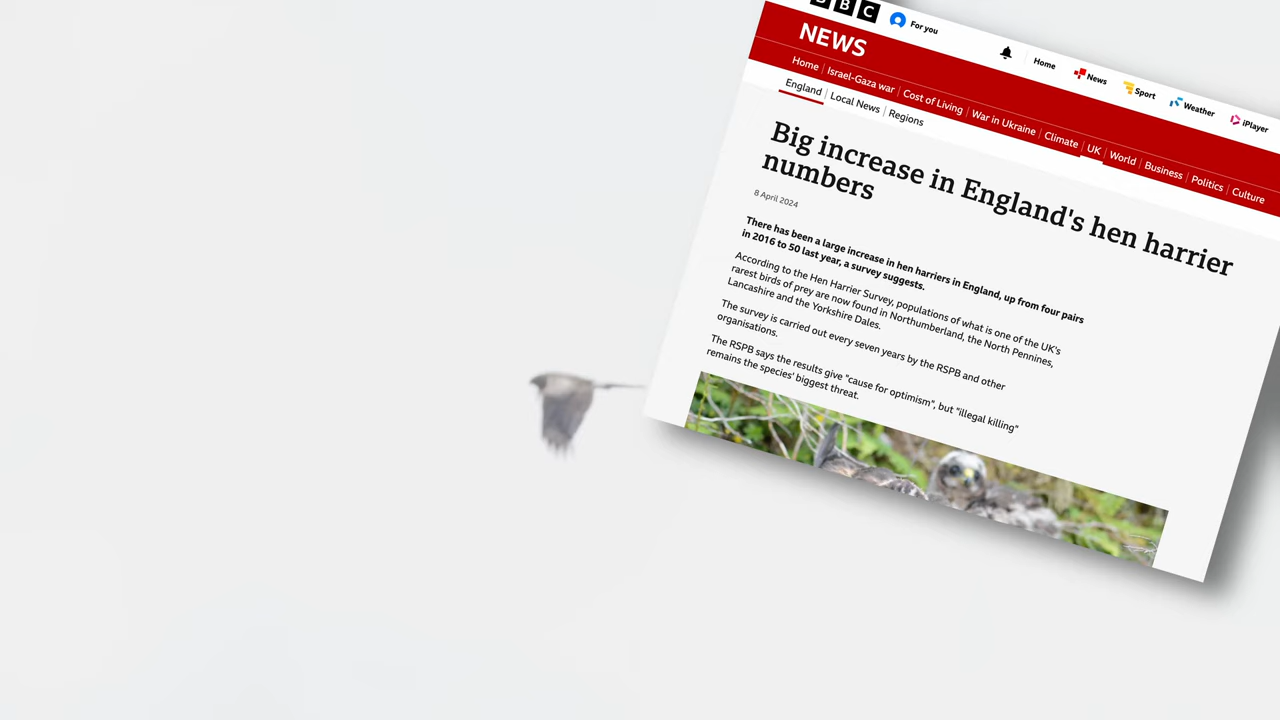 BBC
For you
Home
News
Sport
Weather
iPlayer
NEWS
Home Israel-Gaza war Cost of Living War in Ukraine Climate UK World Business Politics Culture
England Local News Regions
Big increase in England's hen harrier
numbers
8 April 2024
There has been a large increase in hen harriers in England, up from four pairs
in 2016 to 50 last year, a survey suggests.
According to the Hen Harrier Survey, populations of what is one of the UK's
rarest birds of prey are now found in Northumberland, the North Pennines,
Lancashire and the Yorkshire Dales.
The survey is carried out every seven years by the RSPB and other
organisations.
The RSPB says the results give "cause for optimism", but "illegal killing"
remains the species' biggest threat.